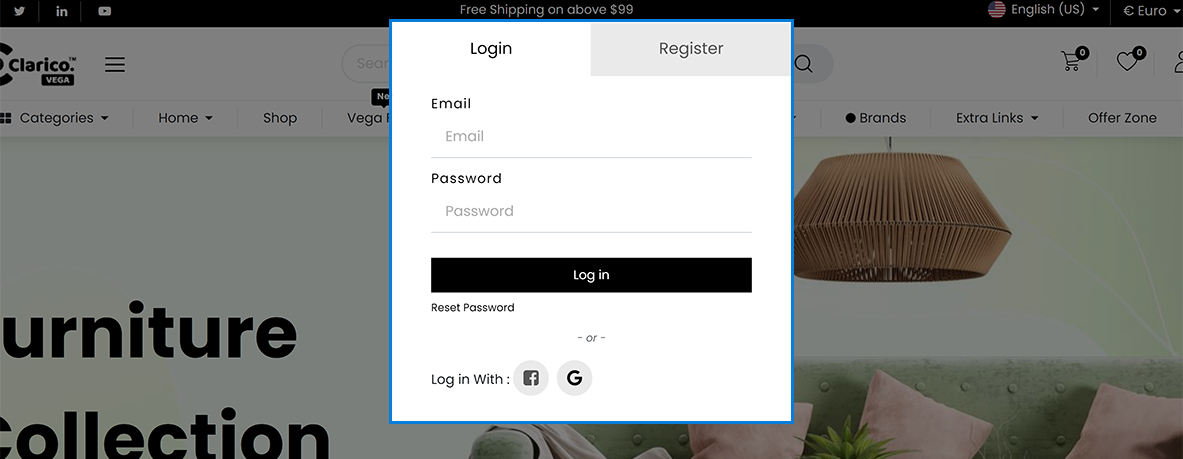 Free Shipping on above $99
English (US)
€ Euro
Clarico.™
VEGA
0
0
Categories
Home
Shop
Vega
Brands
Extra Links
Offer Zone
Login
Register
Email
Email
Password
Password
Log in
Reset Password
- or -
Log in With :
urniture
Collection